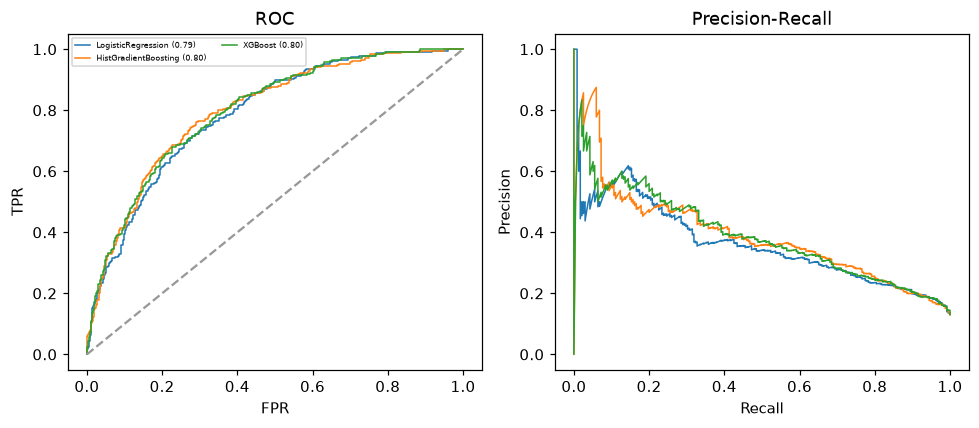 ROC
LogisticRegression (0.79)
HistGradientBoosting (0.80)
XGBoost (0.80)
1.0
0.8
0.6
0.4
0.2
0.0
TPR
0.0 0.2 0.4 0.6 0.8 1.0
FPR
Precision-Recall
1.0
0.8
0.6
0.4
0.2
0.0
Precision
0.0 0.2 0.4 0.6 0.8 1.0
Recall